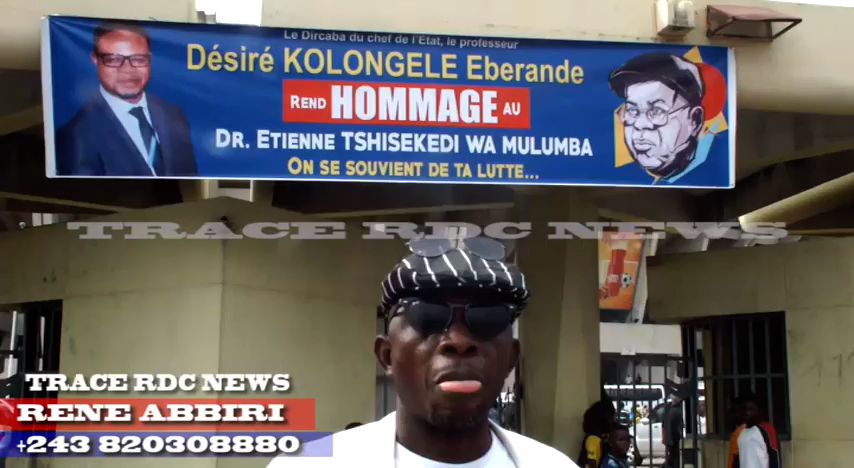 Le Dircaba du chef de l'Etat, le professeur
Désiré KOLONGELE Eberande
REND HOMMAGE AU
DR. ETIENNE TSHISEKEDI WA MULUMBA
ON SE SOUVIENT DE TA LUTTE...
TRACE RDC NEWS
TRACE RDC NEWS
RENE ABBIRI
+243 820308880